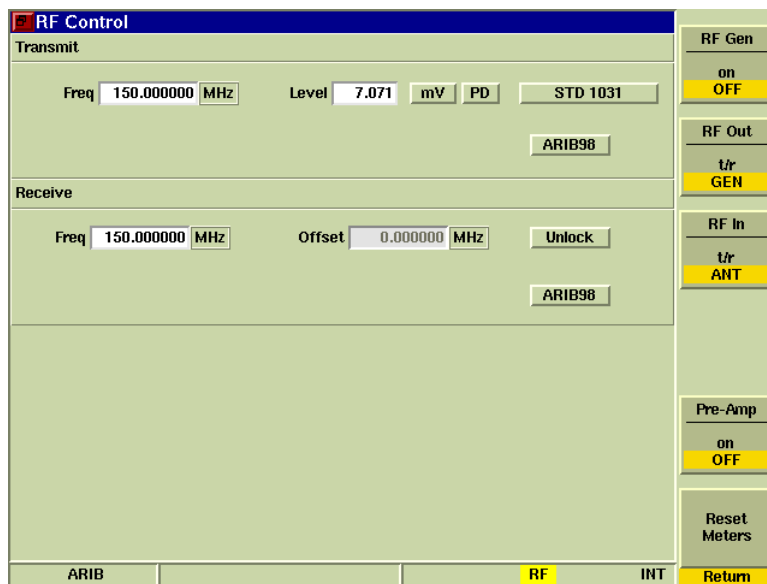 RF Control
Transmit
Freq 150.000000 MHz Level 7.071 mV PD STD 1031
ARIB98
Receive
Freq 150.000000 MHz Offset 0.000000 MHz Unlock
ARIB98
RF Gen
on
OFF
RF Out
t/r
GEN
RF In
t/r
ANT
Pre-Amp
on
OFF
Reset
Meters
ARIB RF INT Return